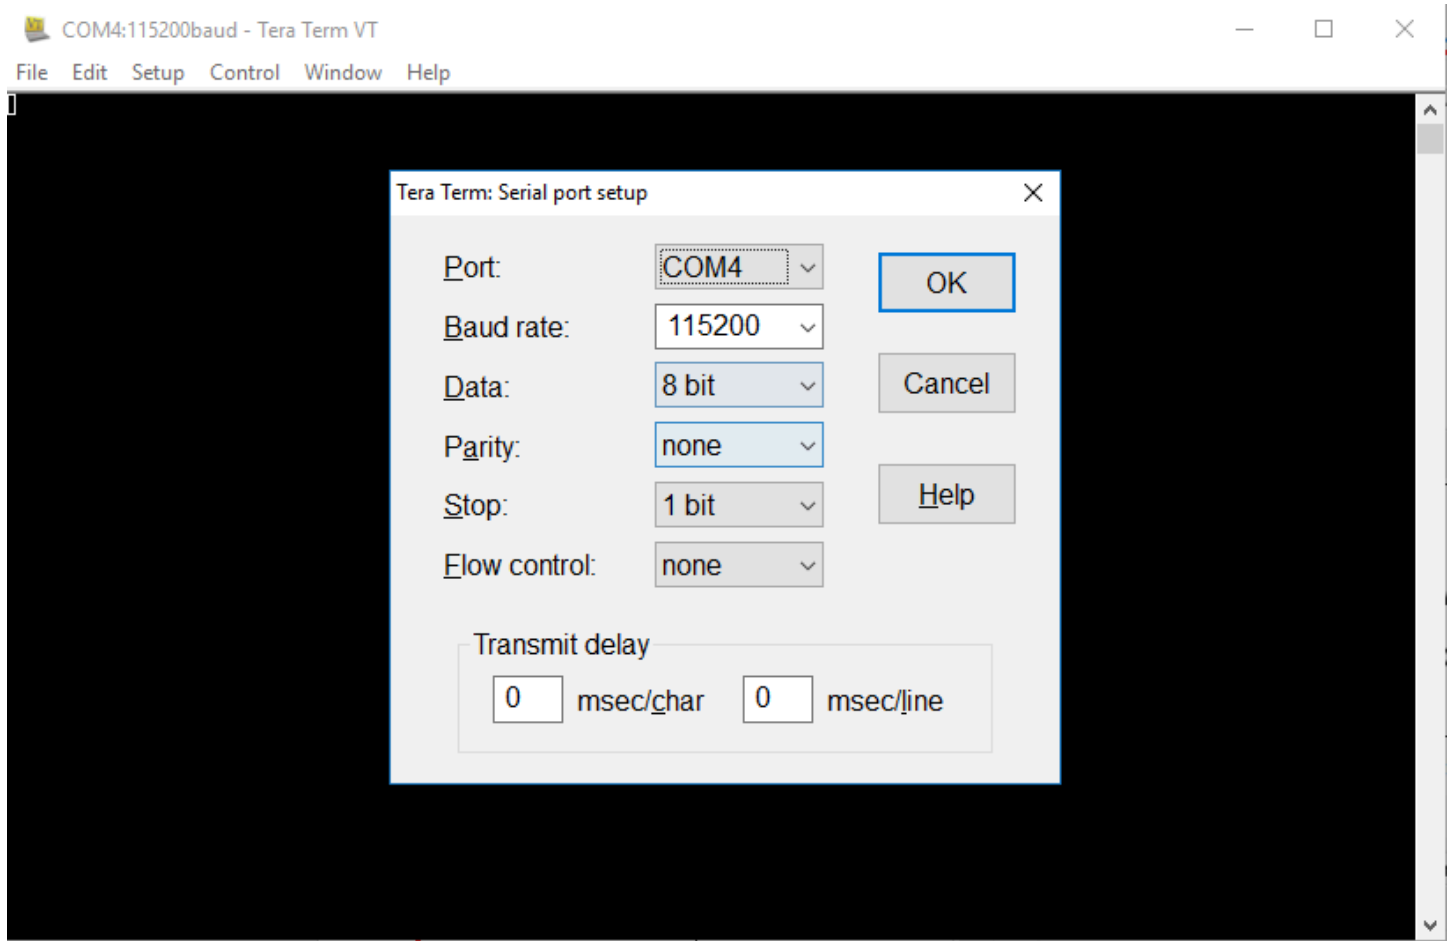 COM4:115200baud - Tera Term VT
File Edit Setup Control Window Help
Tera Term: Serial port setup
Port: COM4 OK
Baud rate: 115200
Data: 8 bit Cancel
Parity: none
Stop: 1 bit Help
Flow control: none
Transmit delay
0 msec/char 0 msec/line